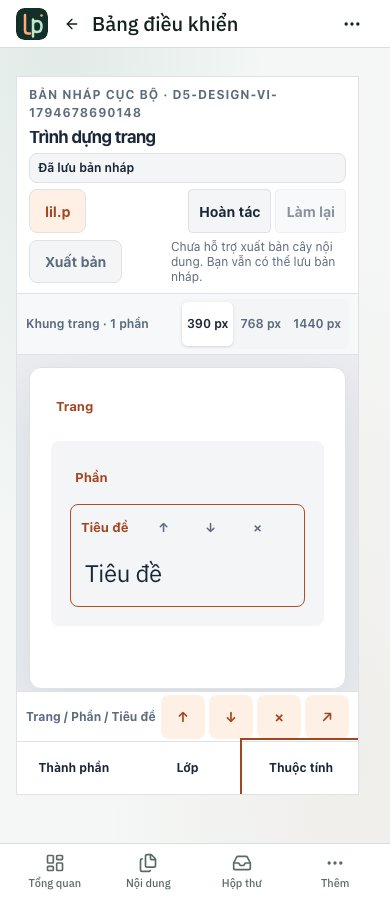 lp
← Bảng điều khiển
BẢN NHÁP CỤC BỘ · D5-DESIGN-VI-
1794678690148
Trình dựng trang
Đã lưu bản nháp
lil.p
Hoàn tác
Làm lại
Xuất bản
Chưa hỗ trợ xuất bản cây nội
dung. Bạn vẫn có thể lưu bản
nháp.
Khung trang · 1 phần
390 px
768 px
1440 px
Trang
Phần
Tiêu đề ↑ ↓ ×
Tiêu đề
Trang / Phần / Tiêu đề ↑ ↓ × ↗
Thành phần
Lớp
Thuộc tính
Tổng quan
Nội dung
Hộp thư
Thêm